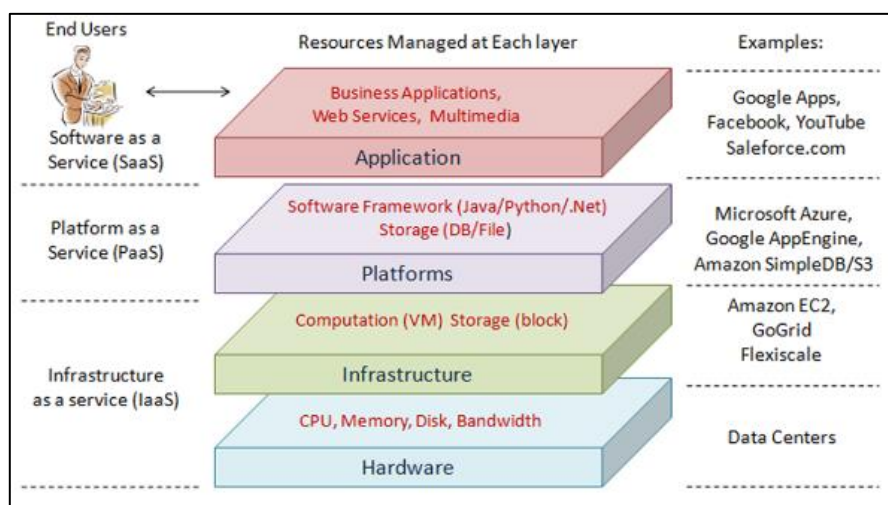 End Users
Resources Managed at Each layer
Examples:
Business Applications,
Web Services, Multimedia
Application
Software as a
Service (SaaS)
Google Apps,
Facebook, YouTube
Saleforce.com
Software Framework (Java/Python/.Net)
Storage (DB/File)
Platforms
Platform as a
Service (PaaS)
Microsoft Azure,
Google AppEngine,
Amazon SimpleDB/S3
Computation (VM) Storage (block)
Infrastructure
Amazon EC2,
GoGrid
Flexiscale
Infrastructure
as a service (IaaS)
CPU, Memory, Disk, Bandwidth
Hardware
Data Centers